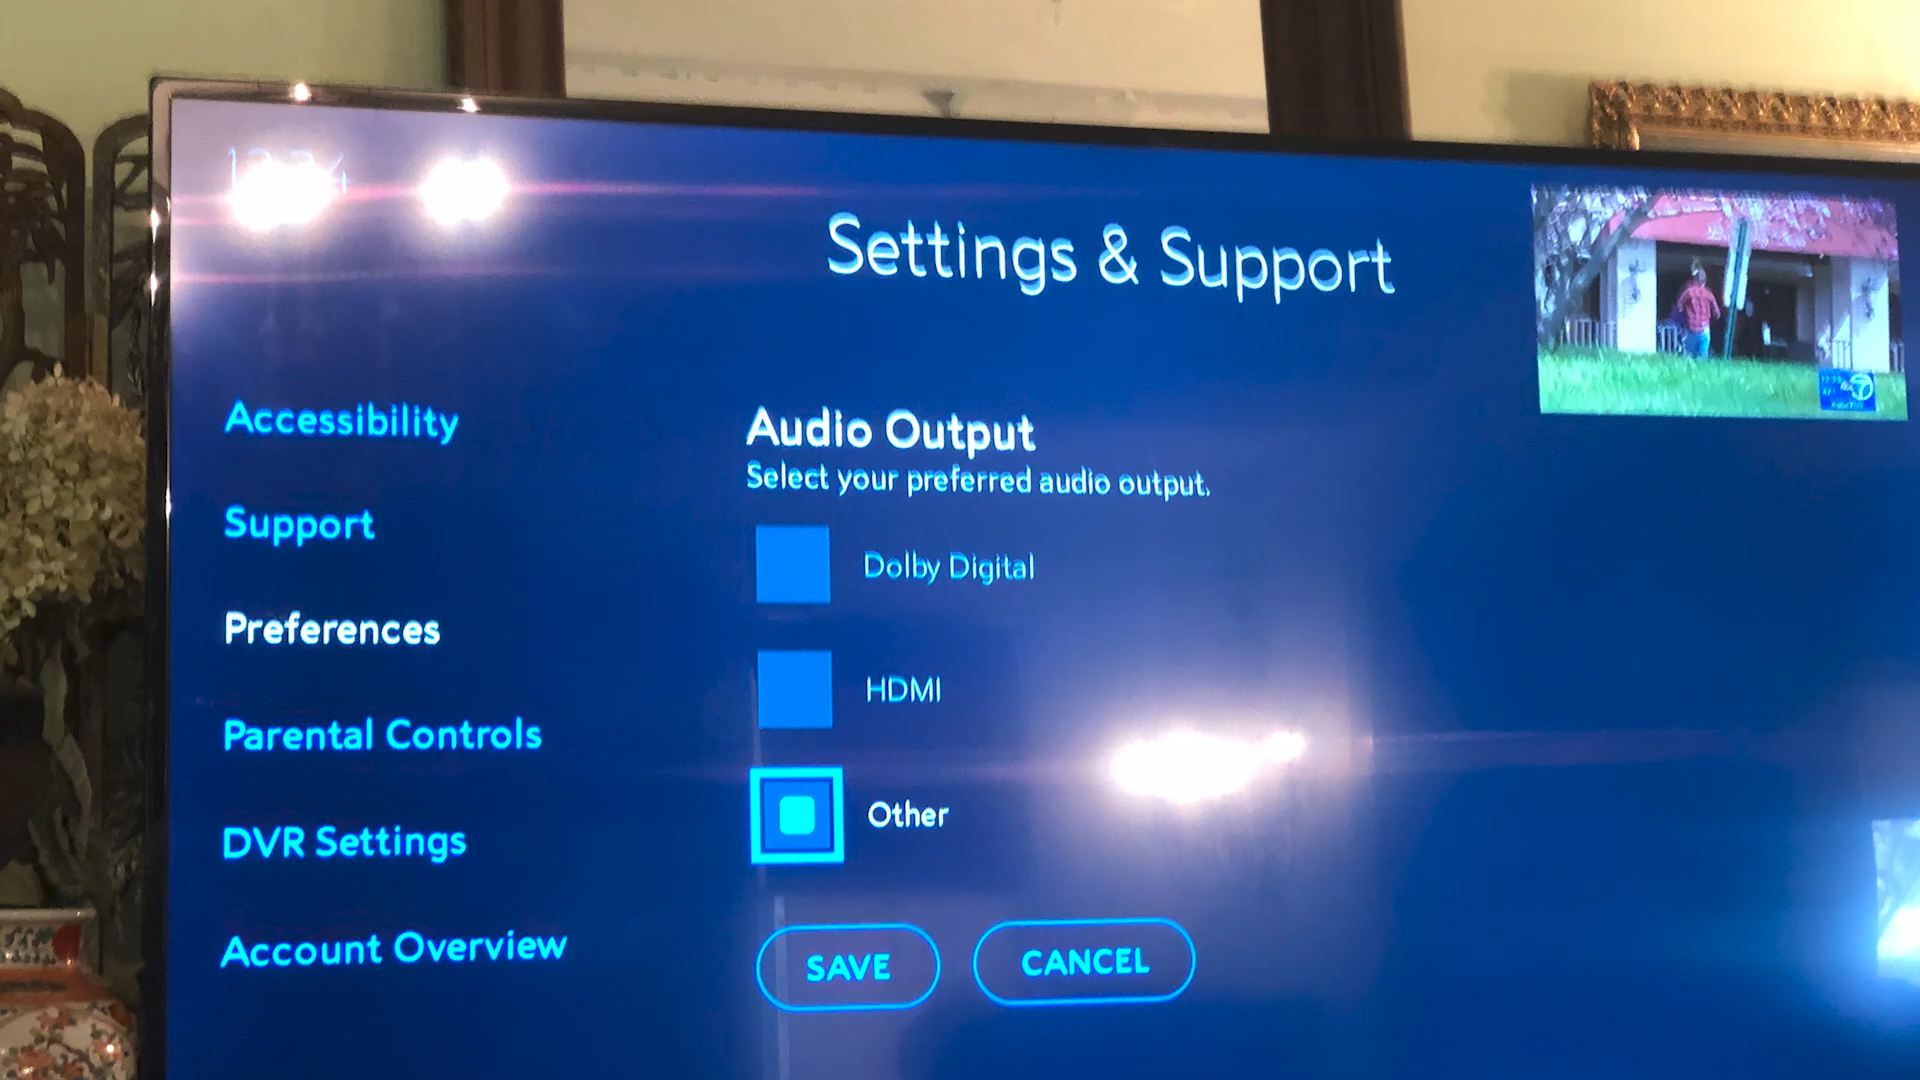 Settings & Support
Accessibility
Support
Preferences
Parental Controls
DVR Settings
Account Overview
Audio Output
Select your preferred audio output.
Dolby Digital
HDMI
Other
SAVE
CANCEL